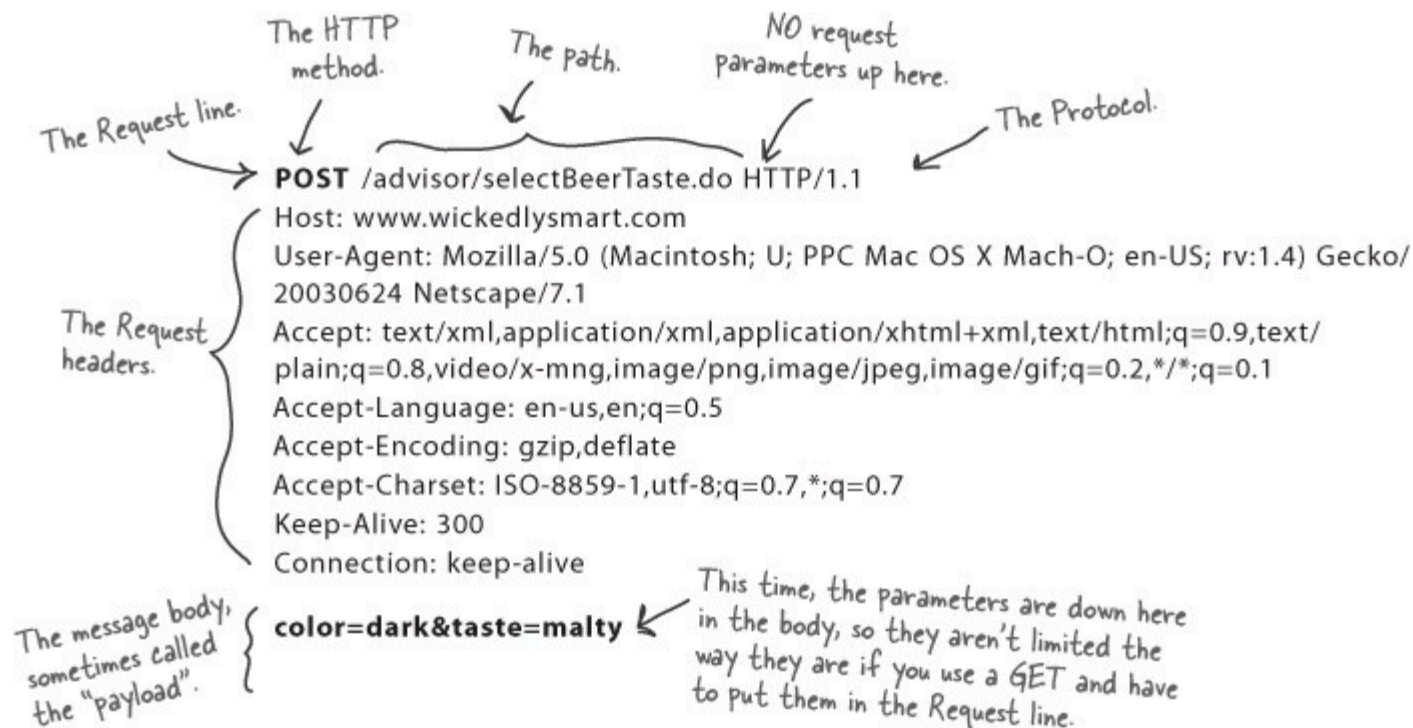 The HTTP
method.
The path.
NO request
parameters up here.
The Request line.
The Protocol.
POST /advisor/selectBeerTaste.do HTTP/1.1
Host: www.wickedlysmart.com
User-Agent: Mozilla/5.0 (Macintosh; U; PPC Mac OS X Mach-O; en-US; rv:1.4) Gecko/
20030624 Netscape/7.1
Accept: text/xml,application/xml,application/xhtml+xml,text/html;q=0.9,text/
plain;q=0.8,video/x-mng,image/png,image/jpeg,image/gif;q=0.2,*/*;q=0.1
Accept-Language: en-us,en;q=0.5
Accept-Encoding: gzip,deflate
Accept-Charset: ISO-8859-1,utf-8;q=0.7,*;q=0.7
Keep-Alive: 300
Connection: keep-alive
The Request
headers.
The message body,
sometimes called
the "payload".
color=dark&taste=malty
This time, the parameters are down here
in the body, so they aren't limited the
way they are if you use a GET and have
to put them in the Request line.